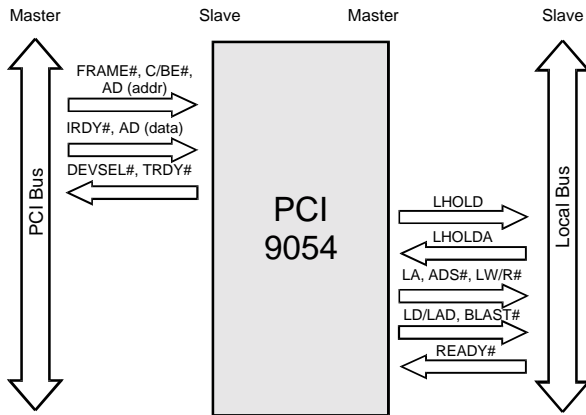 Master Slave Master Slave
FRAME#, C/BE#,
AD (addr)
IRDY#, AD (data)
DEVSEL#, TRDY#
PCI Bus
PCI
9054
LHOLD
LHOLDA
LA, ADS#, LW/R#
LD/LAD, BLAST#
READY#
Local Bus